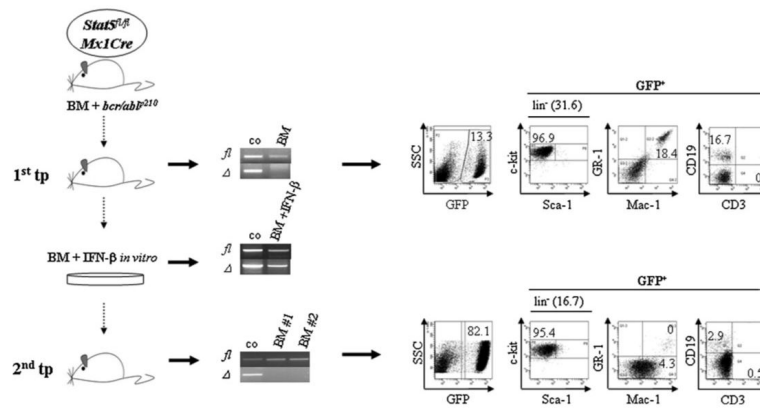 Stat5fl/fl
Mx1Cre
BM + bcr/ablp210
1st tp
co BM
fl
Δ
BM + IFN-β in vitro
co BM +IFN-β
fl
Δ
2nd tp
co BM #1 BM #2
fl
Δ
GFP+
lin- (31.6)
SSC 13.3 GFP
c-kit 96.9 Sca-1
GR-1 18.4 Mac-1
CD19 16.7 0 CD3
GFP+
lin- (16.7)
SSC 82.1 GFP
c-kit 95.4 Sca-1
GR-1 0 4.3 Mac-1
CD19 2.9 CD3